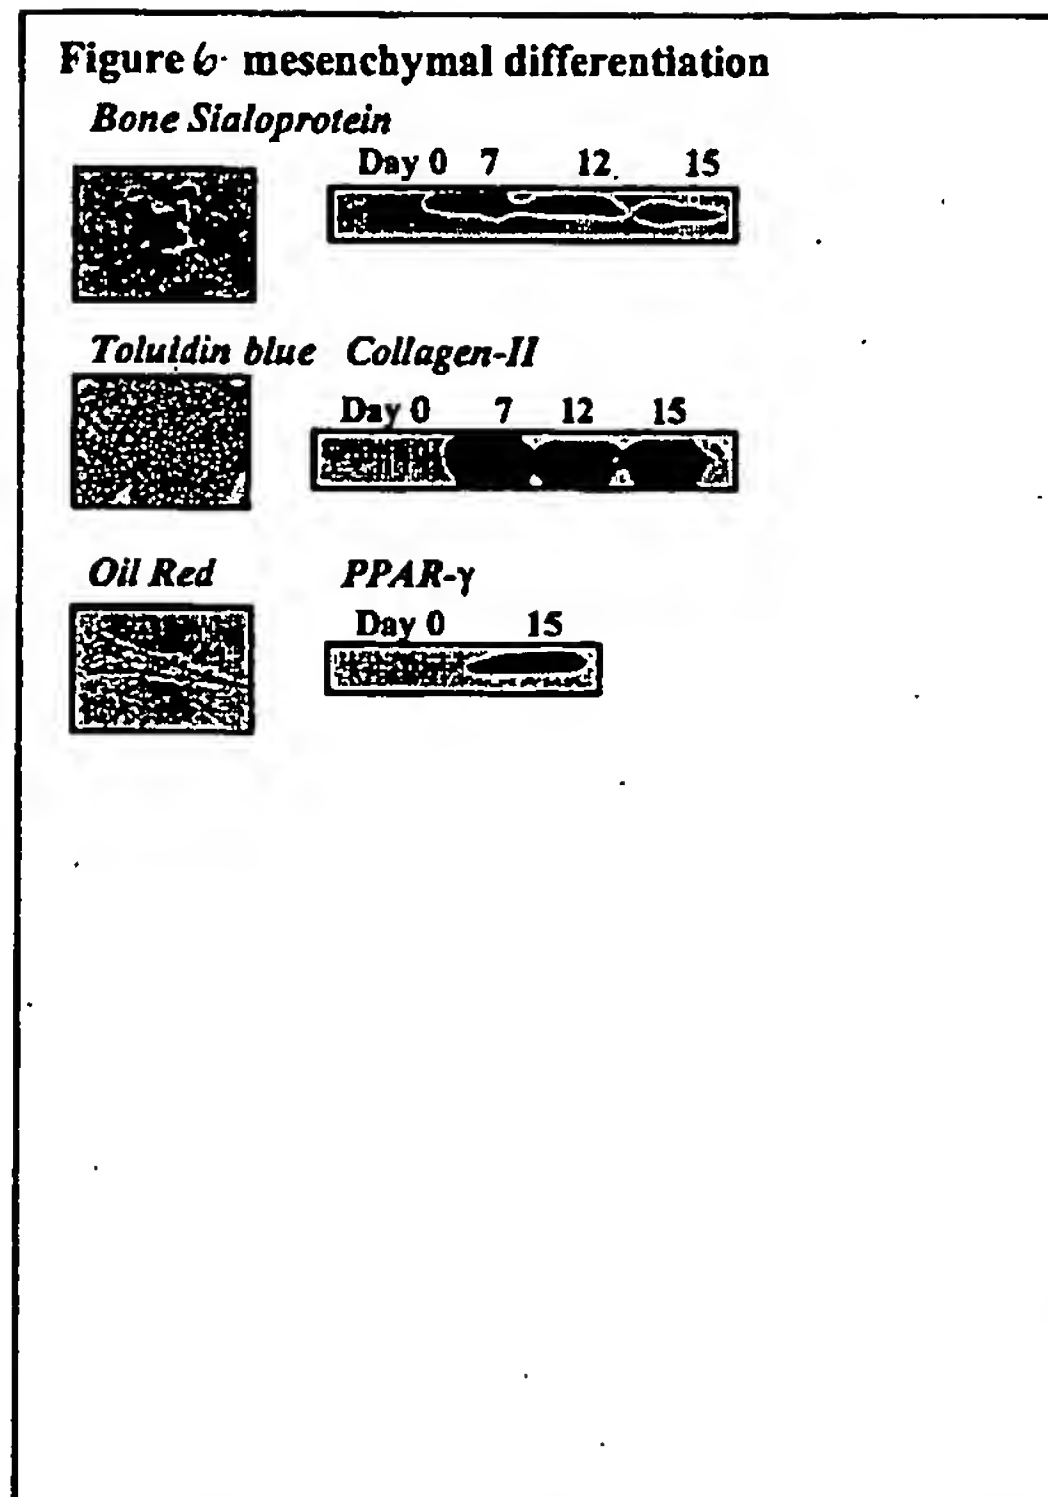 Figure 6. mesenchymal differentiation
Bone Sialoprotein
Day 0 7 12 15
Toluidin blue Collagen-II
Day 0 7 12 15
Oil Red PPAR-γ
Day 0 15